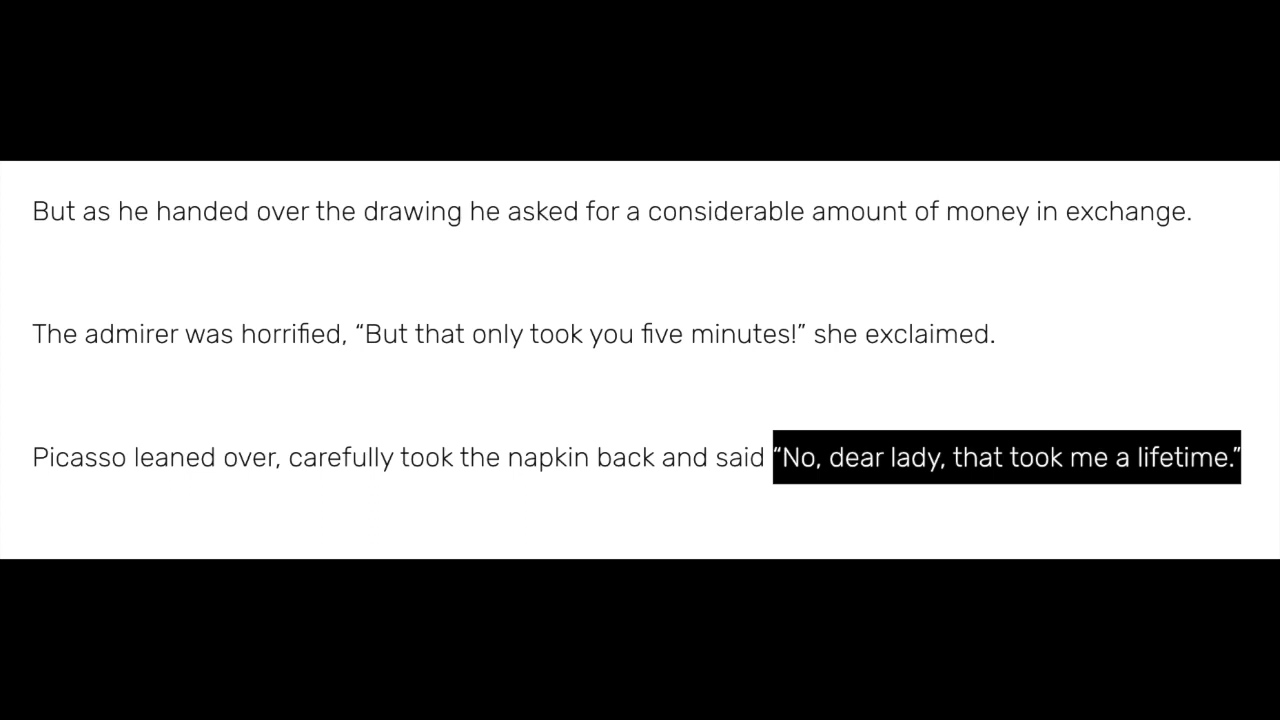 But as he handed over the drawing he asked for a considerable amount of money in exchange.
The admirer was horrified, “But that only took you five minutes!” she exclaimed.
Picasso leaned over, carefully took the napkin back and said “No, dear lady, that took me a lifetime.”